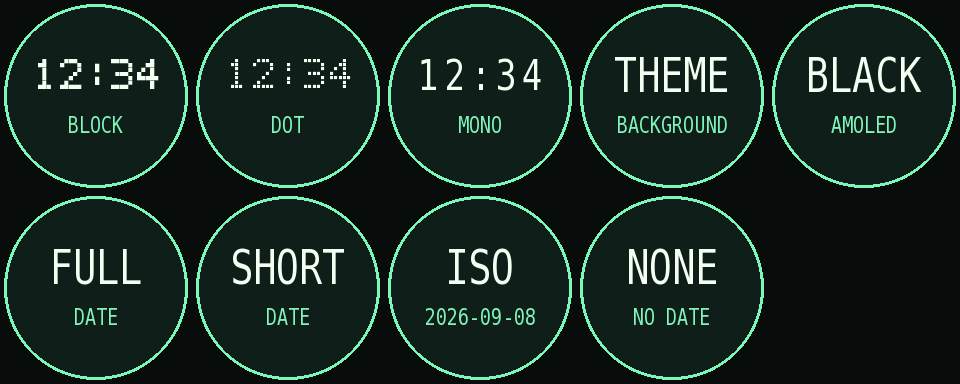 12:34
BLOCK
12:34
DOT
12:34
MONO
THEME
BACKGROUND
BLACK
AMOLED
FULL
DATE
SHORT
DATE
ISO
2026-09-08
NONE
NO DATE